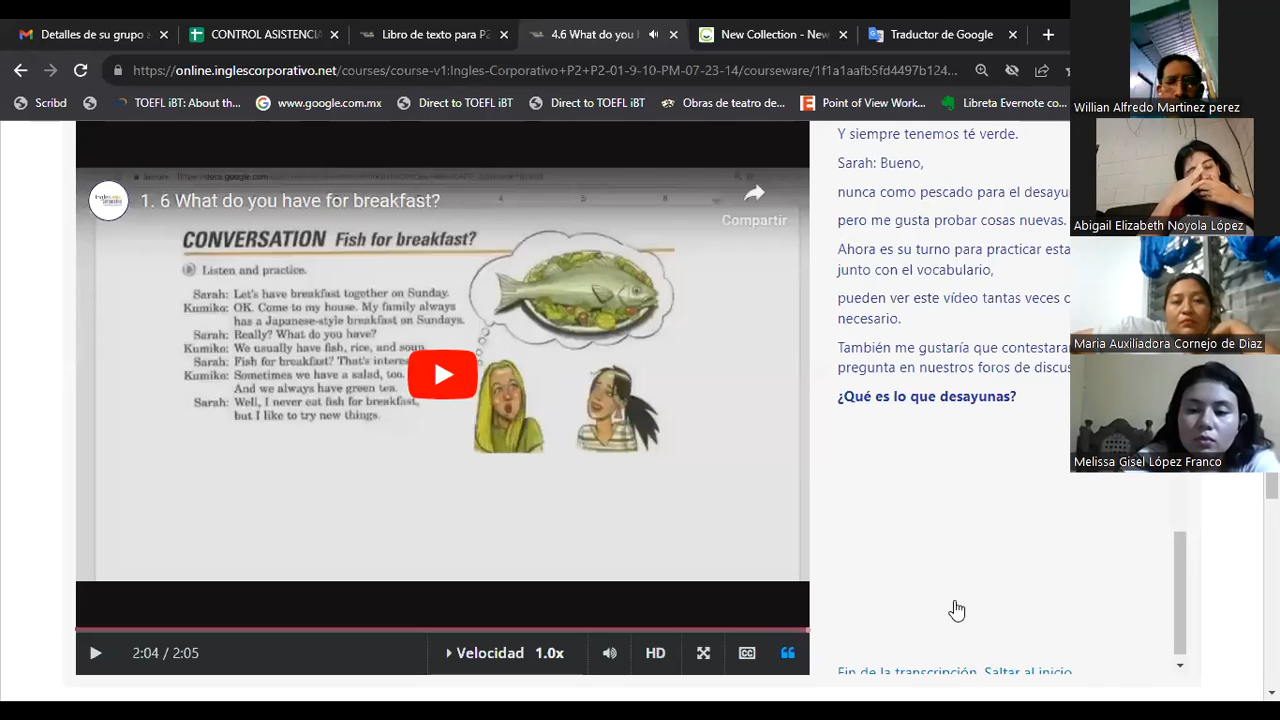 Detalles de su grupo
CONTROL ASISTENCI
Libro de texto para P2
4.6 What do you
New Collection - New
Traductor de Google
https://online.inglescorporativo.net/courses/course-v1:Ingles-Corporativo+P2+P2-01-9-10-PM-07-23-14/courseware/1f1a1aafb5fd4497b124...
Scribd
TOEFL iBT: About th...
www.google.com.mx
Direct to TOEFL iBT
Direct to TOEFL iBT
Obras de teatro de...
Point of View Work...
Libreta Evernote co...
Willian Alfredo Martinez perez
Abigail Elizabeth Noyola López
Maria Auxiliadora Cornejo de Diaz
Melissa Gisel López Franco
1. 6 What do you have for breakfast?
Compartir
CONVERSATION Fish for breakfast?
Listen and practice.
Sarah: Let's have breakfast together on Sunday.
Kumiko: OK. Come to my house. My family always
has a Japanese-style breakfast on Sundays.
Sarah: Really? What do you have?
Kumiko: We usually have fish, rice, and soup.
Sarah: Fish for breakfast? That's interes
Kumiko: Sometimes we have a salad, too.
And we always have green tea.
Sarah: Well, I never eat fish for breakfast,
but I like to try new things.
2:04 / 2:05
Velocidad 1.0x
HD
CC
Y siempre tenemos té verde.
Sarah: Bueno,
nunca como pescado para el desayu
pero me gusta probar cosas nuevas.
Ahora es su turno para practicar esta
junto con el vocabulario,
pueden ver este vídeo tantas veces c
necesario.
También me gustaría que contestara
pregunta en nuestros foros de discus
¿Qué es lo que desayunas?
Fin de la transcripción. Saltar al inicio